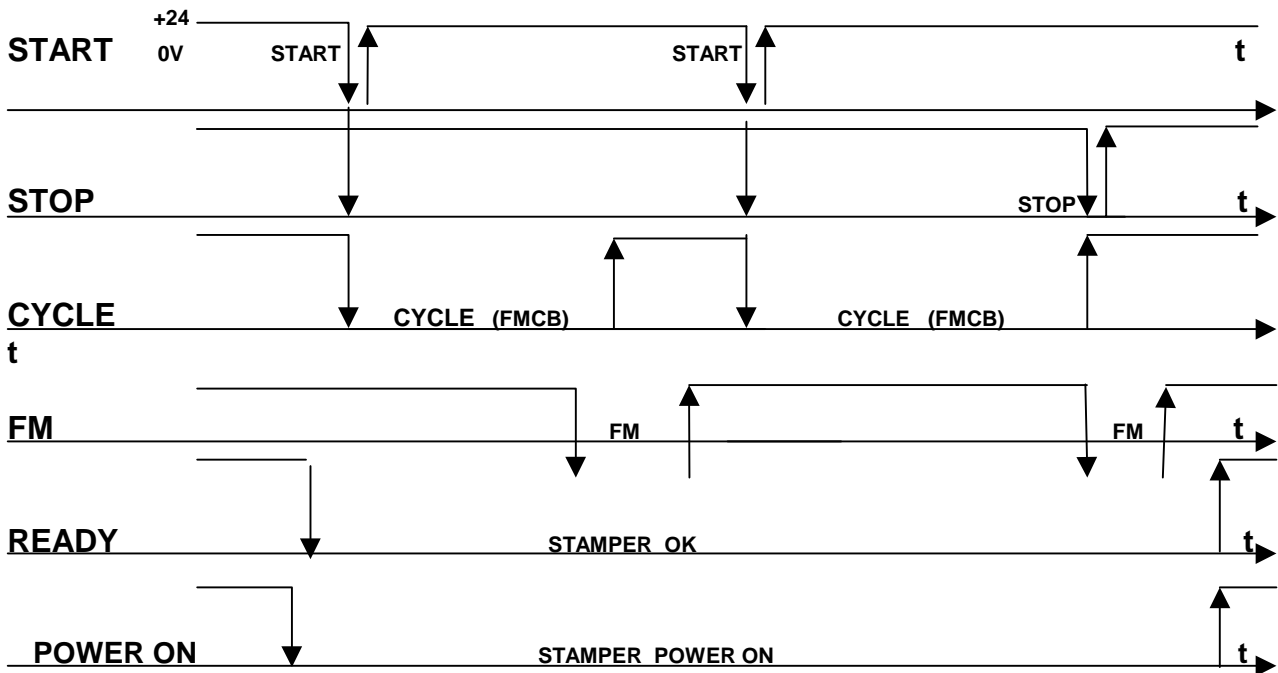 +24
START 0V START START t
STOP STOP t
CYCLE CYCLE (FMCB) CYCLE (FMCB)
t
FM FM FM t
READY STAMPER OK t
POWER ON STAMPER POWER ON t